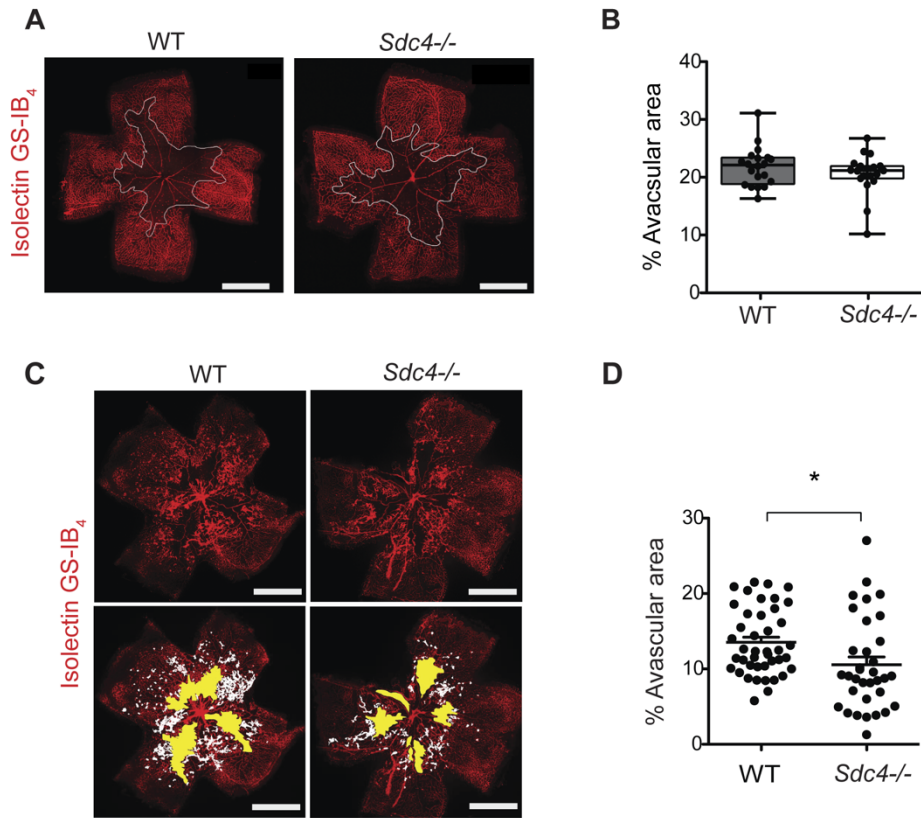 A
WT
Sdc4-/-
Isolectin GS-IB4
B
% Avacsular area
40
30
20
10
0
WT
Sdc4-/-
C
WT
Sdc4-/-
Isolectin GS-IB4
D
*
% Avascular area
30
20
10
0
WT
Sdc4-/-